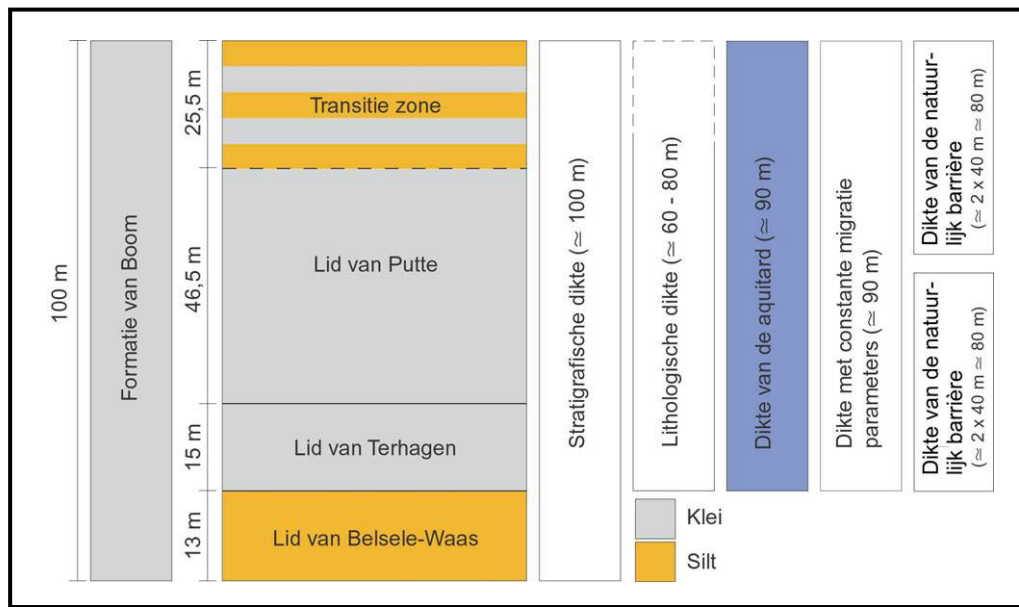 100 m
Formatie van Boom
25,5 m
46,5 m
15 m
13 m
Transitie zone
Lid van Putte
Lid van Terhagen
Lid van Belsele-Waas
Stratigrafische dikte (≃ 100 m)
Lithologische dikte (≃ 60 - 80 m)
Dikte van de aquitard (≃ 90 m)
Dikte met constante migratie
parameters (≃ 90 m)
Dikte van de natuur-
lijk barrière
(≃ 2 x 40 m ≃ 80 m)
Dikte van de natuur-
lijk barrière
(≃ 2 x 40 m ≃ 80 m)
Klei
Silt